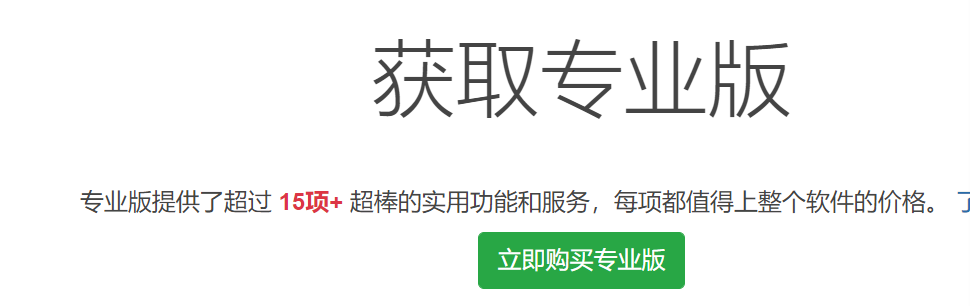 获取专业版
专业版提供了超过 15项+ 超棒的实用功能和服务，每项都值得上整个软件的价格。
立即购买专业版